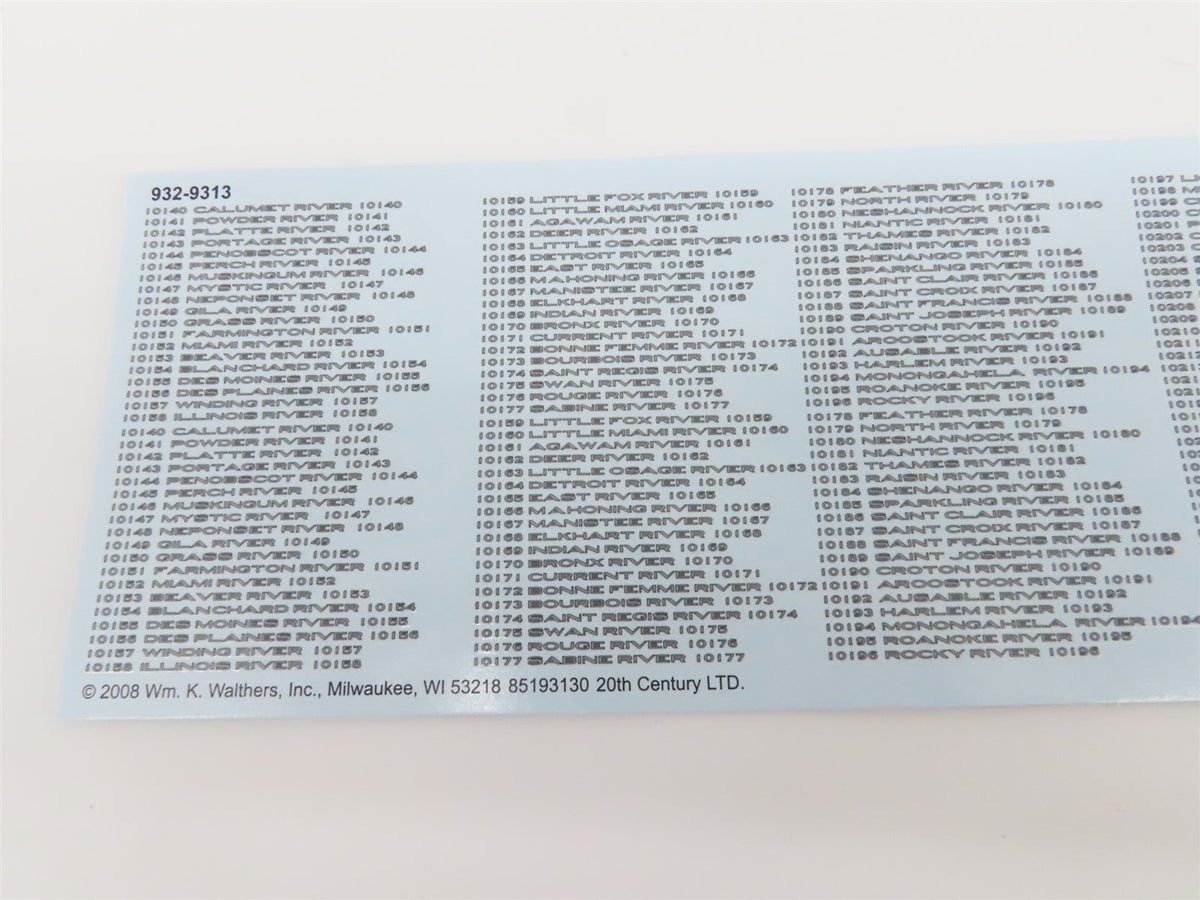 932-9313
10140 CALUMET RIVER 10140
10141 POWDER RIVER 10141
10142 PLATTE RIVER 10142
10143 PORTAGE RIVER 10143
10144 PENOBSCOT RIVER 10144
10145 PERCH RIVER 10145
10146 MUSKINGUM RIVER 10146
10147 MYSTIC RIVER 10147
10148 NEPONSET RIVER 10148
10149 GILA RIVER 10149
10150 GRASS RIVER 10150
10151 FARMINGTON RIVER 10151
10152 MIAMI RIVER 10152
10153 BEAVER RIVER 10153
10154 BLANCHARD RIVER 10154
10155 DES MOINES RIVER 10155
10156 DES PLAINES RIVER 10156
10157 WINDING RIVER 10157
10158 ILLINOIS RIVER 10158
10140 CALUMET RIVER 10140
10141 POWDER RIVER 10141
10142 PLATTE RIVER 10142
10143 PORTAGE RIVER 10143
10144 PENOBSCOT RIVER 10144
10145 PERCH RIVER 10145
10146 MUSKINGUM RIVER 10146
10147 MYSTIC RIVER 10147
10148 NEPONSET RIVER 10148
10149 GILA RIVER 10149
10150 GRASS RIVER 10150
10151 FARMINGTON RIVER 10151
10152 MIAMI RIVER 10152
10153 BEAVER RIVER 10153
10154 BLANCHARD RIVER 10154
10155 DES MOINES RIVER 10155
10156 DES PLAINES RIVER 10156
10157 WINDING RIVER 10157
10158 ILLINOIS RIVER 10158
10159 LITTLE FOX RIVER 10159
10160 LITTLE MIAMI RIVER 10160
10161 AGAWAM RIVER 10161
10162 DEER RIVER 10162
10163 LITTLE OSAGE RIVER 10163
10164 DETROIT RIVER 10164
10165 EAST RIVER 10165
10166 MAHONING RIVER 10166
10167 MANISTEE RIVER 10167
10168 ELKHART RIVER 10168
10169 INDIAN RIVER 10169
10170 BRONX RIVER 10170
10171 CURRENT RIVER 10171
10172 BONNE FEMME RIVER 10172
10173 BOURBOIS RIVER 10173
10174 SAINT REGIS RIVER 10174
10175 SWAN RIVER 10175
10176 ROUGE RIVER 10176
10177 SABINE RIVER 10177
10159 LITTLE FOX RIVER 10159
10160 LITTLE MIAMI RIVER 10160
10161 AGAWAM RIVER 10161
10162 DEER RIVER 10162
10163 LITTLE OSAGE RIVER 10163
10164 DETROIT RIVER 10164
10165 EAST RIVER 10165
10166 MAHONING RIVER 10166
10167 MANISTEE RIVER 10167
10168 ELKHART RIVER 10168
10169 INDIAN RIVER 10169
10170 BRONX RIVER 10170
10171 CURRENT RIVER 10171
10172 BONNE FEMME RIVER 10172
10173 BOURBOIS RIVER 10173
10174 SAINT REGIS RIVER 10174
10175 SWAN RIVER 10175
10176 ROUGE RIVER 10176
10177 SABINE RIVER 10177
10178 FEATHER RIVER 10178
10179 NORTH RIVER 10179
10180 NESHANNOCK RIVER 10180
10181 NIANTIC RIVER 10181
10182 THAMES RIVER 10182
10183 RAISIN RIVER 10183
10184 SHENANGO RIVER 10184
10185 SPARKLING RIVER 10185
10186 SAINT CLAIR RIVER 10186
10187 SAINT CROIX RIVER 10187
10188 SAINT FRANCIS RIVER 10188
10189 SAINT JOSEPH RIVER 10189
10190 CROTON RIVER 10190
10191 AROOSTOOK RIVER 10191
10192 AUSABLE RIVER 10192
10193 HARLEM RIVER 10193
10194 MONONGAHELA RIVER 10194
10195 ROANOKE RIVER 10195
10196 ROCKY RIVER 10196
10178 FEATHER RIVER 10178
10179 NORTH RIVER 10179
10180 NESHANNOCK RIVER 10180
10181 NIANTIC RIVER 10181
10182 THAMES RIVER 10182
10183 RAISIN RIVER 10183
10184 SHENANGO RIVER 10184
10185 SPARKLING RIVER 10185
10186 SAINT CLAIR RIVER 10186
10187 SAINT CROIX RIVER 10187
10188 SAINT FRANCIS RIVER 10188
10189 SAINT JOSEPH RIVER 10189
10190 CROTON RIVER 10190
10191 AROOSTOOK RIVER 10191
10192 AUSABLE RIVER 10192
10193 HARLEM RIVER 10193
10194 MONONGAHELA RIVER 10194
10195 ROANOKE RIVER 10195
10196 ROCKY RIVER 10196
10197
10198
10199
10200
10201
10202
10203
10204
10205
10206
10207
© 2008 Wm. K. Walthers, Inc., Milwaukee, WI 53218 85193130 20th Century LTD.